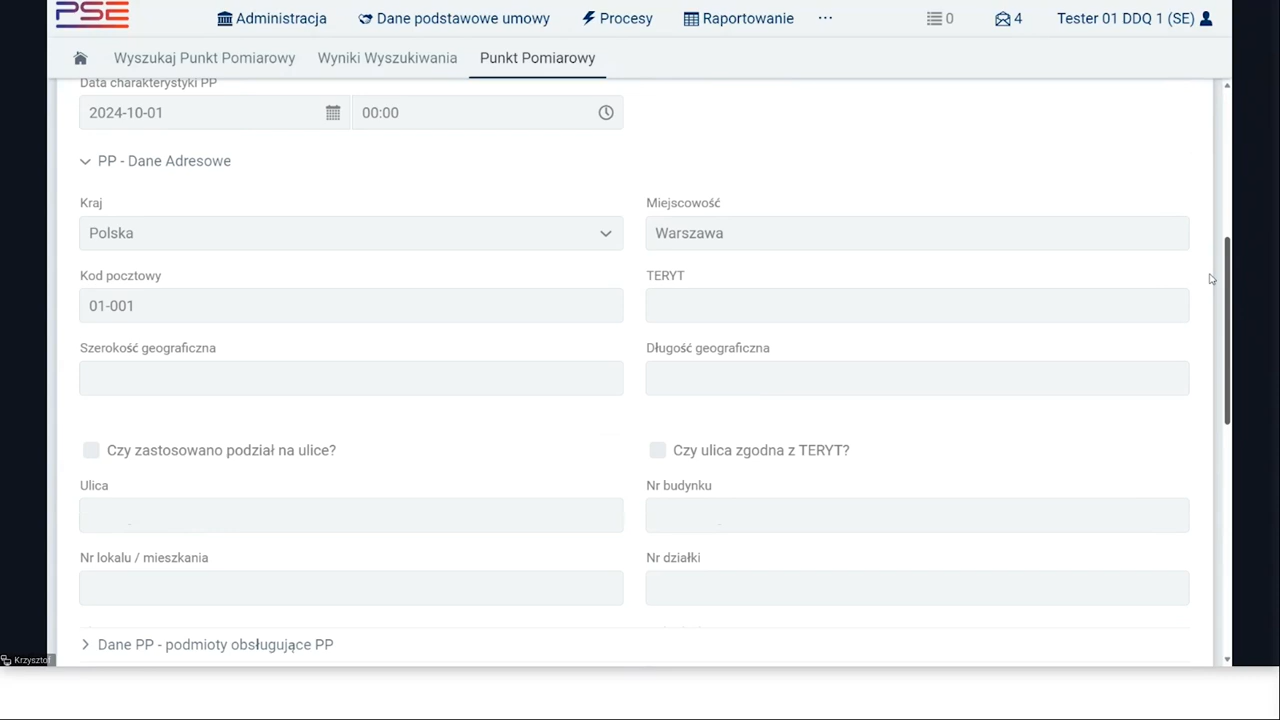 PSE
Administracja
Dane podstawowe umowy
Procesy
Raportowanie
...
0
4
Tester 01 DDQ 1 (SE)
Wyszukaj Punkt Pomiarowy
Wyniki Wyszukiwania
Punkt Pomiarowy
Data charakterystyki PP
2024-10-01
00:00
PP - Dane Adresowe
Kraj
Miejscowość
Polska
Warszawa
Kod pocztowy
TERYT
01-001
Szerokość geograficzna
Długość geograficzna
Czy zastosowano podział na ulice?
Czy ulica zgodna z TERYT?
Ulica
Nr budynku
Nr lokalu / mieszkania
Nr działki
Dane PP - podmioty obsługujące PP
Krzysztof